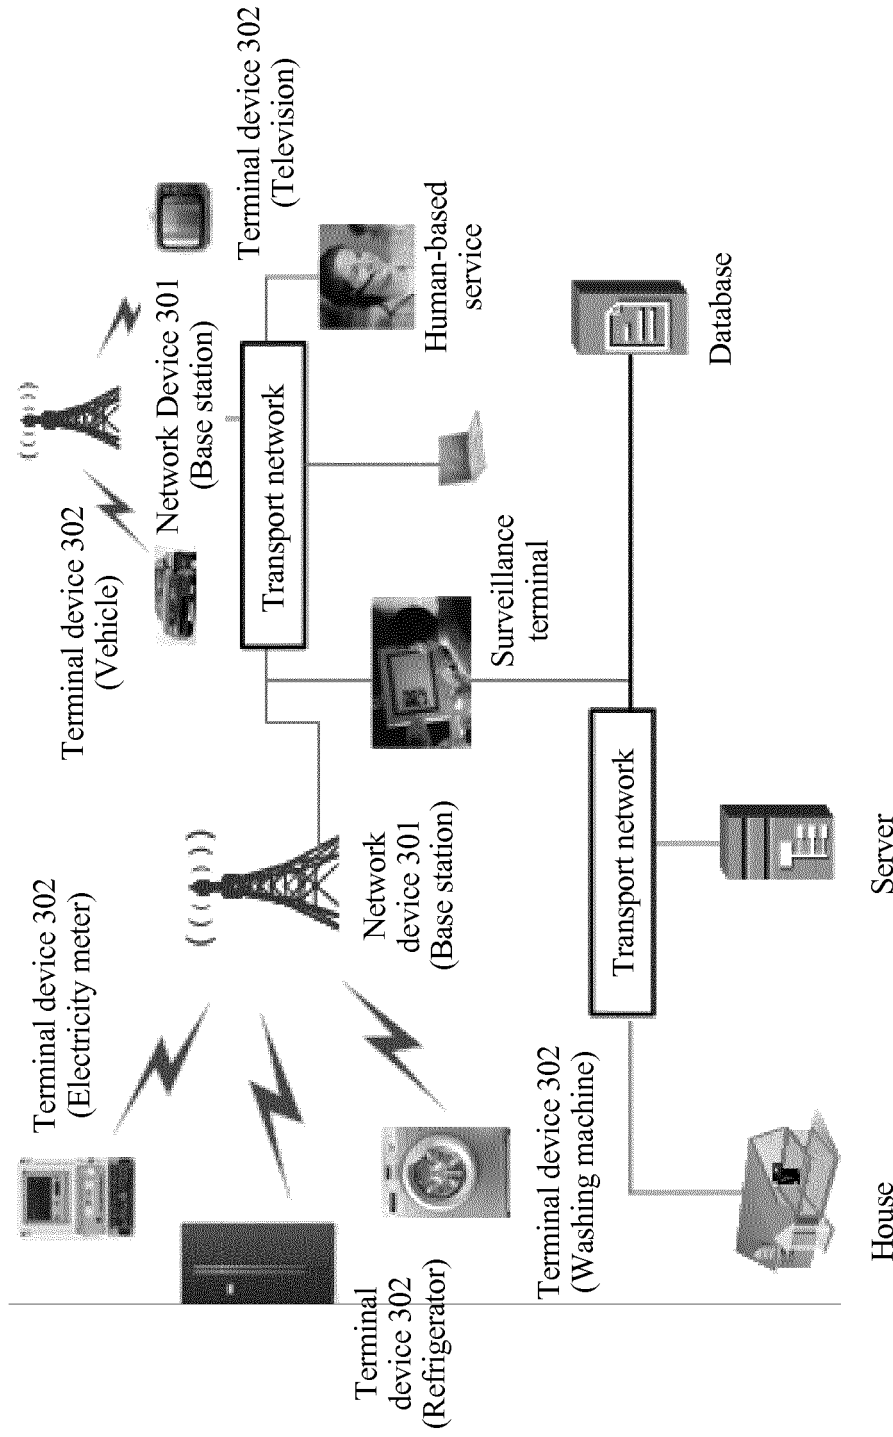 Terminal device 302
(Electricity meter)
Terminal
device 302
(Refrigerator)
Terminal device 302
(Washing machine)
Network
device 301
(Base station)
Terminal device 302
(Vehicle)
Network Device 301
(Base station)
Terminal device 302
(Television)
Transport network
Human-based
service
Surveillance
terminal
Transport network
Database
House
Server